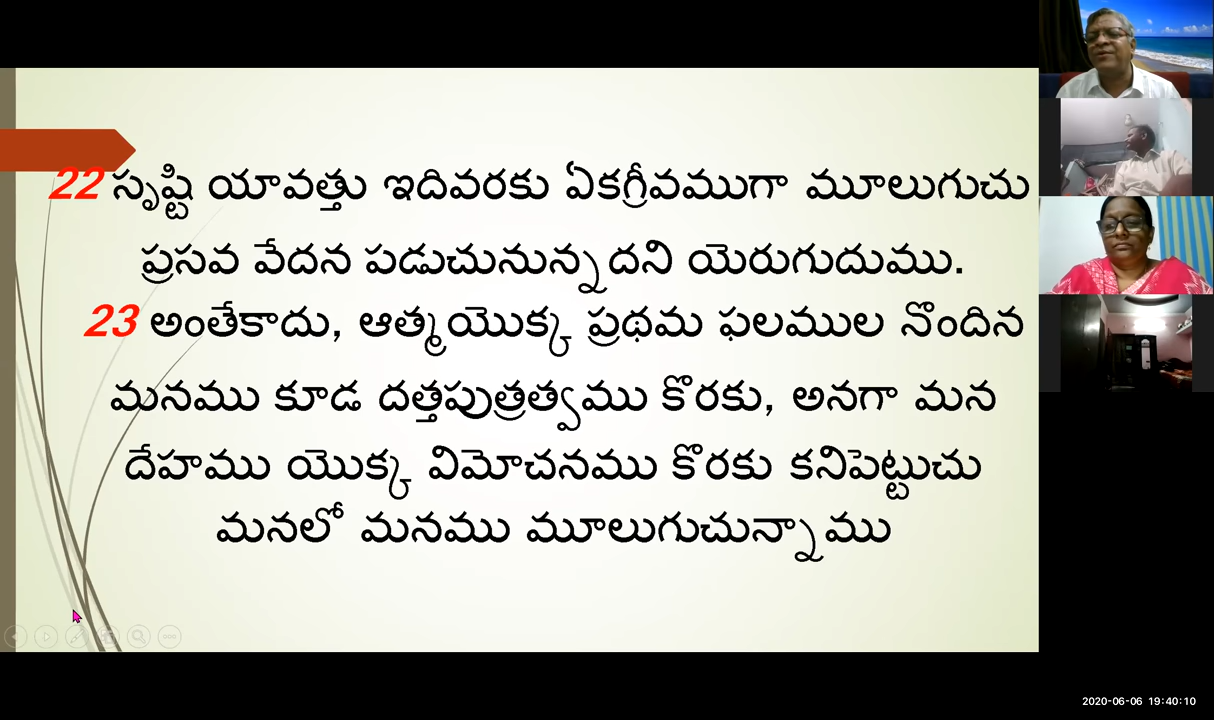 22 సృష్టి యావత్తు ఇదివరకు ఏకగ్రీవముగా మూలుగుచు
ప్రసవ వేదన పడుచునున్నదని యెరుగుదుము.
23 అంతేకాదు, ఆత్మయొక్క ప్రథమ ఫలముల నొందిన
మనము కూడ దత్తపుత్రత్వము కొరకు, అనగా మన
దేహము యొక్క విమోచనము కొరకు కనిపెట్టుచు
మనలో మనము మూలుగుచున్నాము
2020-06-06 19:40:10